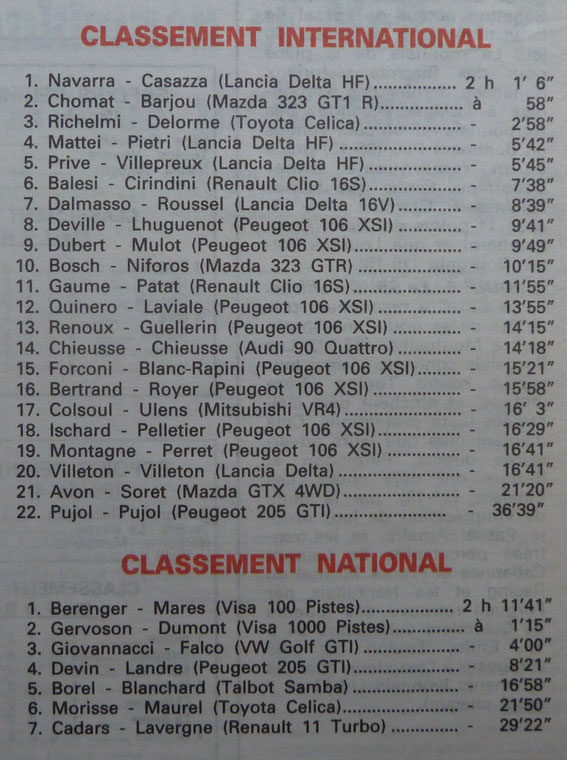 CLASSEMENT INTERNATIONAL
1. Navarra - Casazza (Lancia Delta HF)................. 2 h 1' 6"
2. Chomat - Barjou (Mazda 323 GT1 R)................. à 58"
3. Richelmi - Delorme (Toyota Celica).................... - 2'58"
4. Mattei - Pietri (Lancia Delta HF) ......................... - 5'42"
5. Prive - Villepreux (Lancia Delta HF)................... - 5'45"
6. Balesi - Cirindini (Renault Clio 16S)................... - 7'38"
7. Dalmasso - Roussel (Lancia Delta 16V)............. - 8'39"
8. Deville - Lhuguenot (Peugeot 106 XSI) ............. - 9'41"
9. Dubert - Mulot (Peugeot 106 XSI)...................... - 9'49"
10. Bosch - Niforos (Mazda 323 GTR) ..................... - 10'15"
11. Gaume - Patat (Renault Clio 16S)...................... - 11'55"
12. Quinero - Laviale (Peugeot 106 XSI) .................. - 13'55"
13. Renoux - Guellerin (Peugeot 106 XSI) ............... - 14'15"
14. Chieusse - Chieusse (Audi 90 Quattro) ............. - 14'18"
15. Forconi - Blanc-Rapini (Peugeot 106 XSI)......... - 15'21"
16. Bertrand - Royer (Peugeot 106 XSI) ................... - 15'58"
17. Colsoul - Ulens (Mitsubishi VR4)........................ - 16' 3"
18. Ischard - Pelletier (Peugeot 106 XSI)................. - 16'29"
19. Montagne - Perret (Peugeot 106 XSI) ............... - 16'41"
20. Villeton - Villeton (Lancia Delta) ......................... - 16'41"
21. Avon - Soret (Mazda GTX 4WD)........................ - 21'20"
22. Pujol - Pujol (Peugeot 205 GTI)....................... - 36'39"
CLASSEMENT NATIONAL
1. Berenger - Mares (Visa 100 Pistes)................... 2 h 11'41"
2. Gervoson - Dumont (Visa 1000 Pistes)............... à 1'15"
3. Giovannacci - Falco (VW Golf GTI) .................... - 4'00"
4. Devin - Landre (Peugeot 205 GTI)...................... - 8'21"
5. Borel - Blanchard (Talbot Samba)...................... - 16'58"
6. Morisse - Maurel (Toyota Celica)........................ - 21'50"
7. Cadars - Lavergne (Renault 11 Turbo) .............. - 29'22"